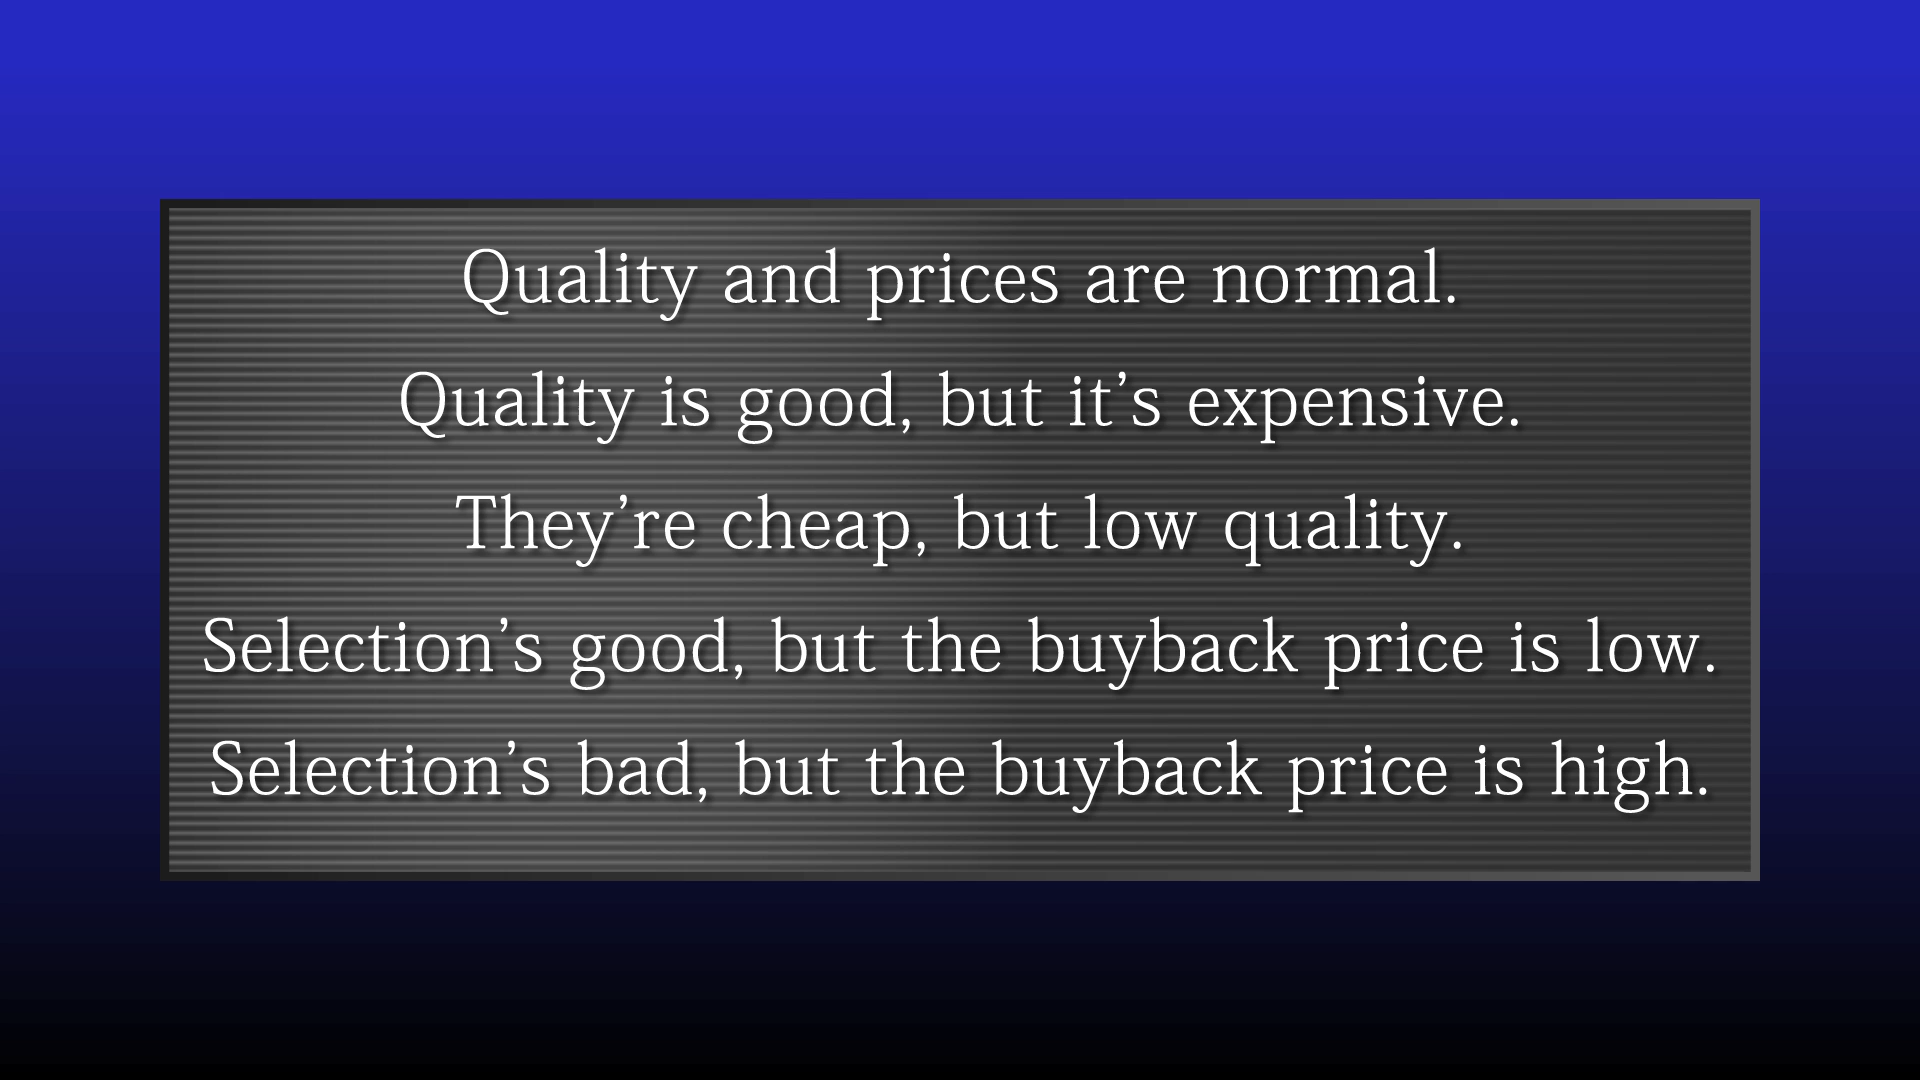 Quality and prices are normal.
Quality is good, but it’s expensive.
They’re cheap, but low quality.
Selection’s good, but the buyback price is low.
Selection’s bad, but the buyback price is high.